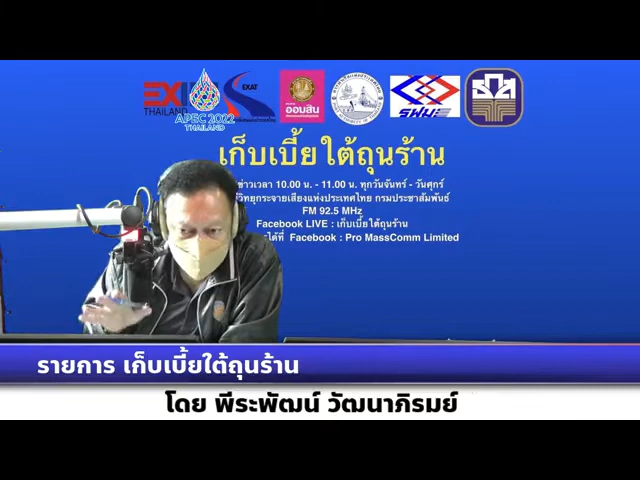 EXIM
THAILAND
APEC 2022
THAILAND
EXAT
ออมสิน
รฟม
ธกส
เก็บเบี้ยใต้ถุนร้าน
ข่าวเวลา 10.00 น. - 11.00 น. ทุกวันจันทร์ - วันศุกร์
วิทยุกระจายเสียงแห่งประเทศไทย กรมประชาสัมพันธ์
FM 92.5 MHz
Facebook LIVE : เก็บเบี้ยใต้ถุนร้าน
ได้ที่ Facebook : Pro MassComm Limited
รายการ เก็บเบี้ยใต้ถุนร้าน
โดย พีระพัฒน์ วัฒนาภิรมย์